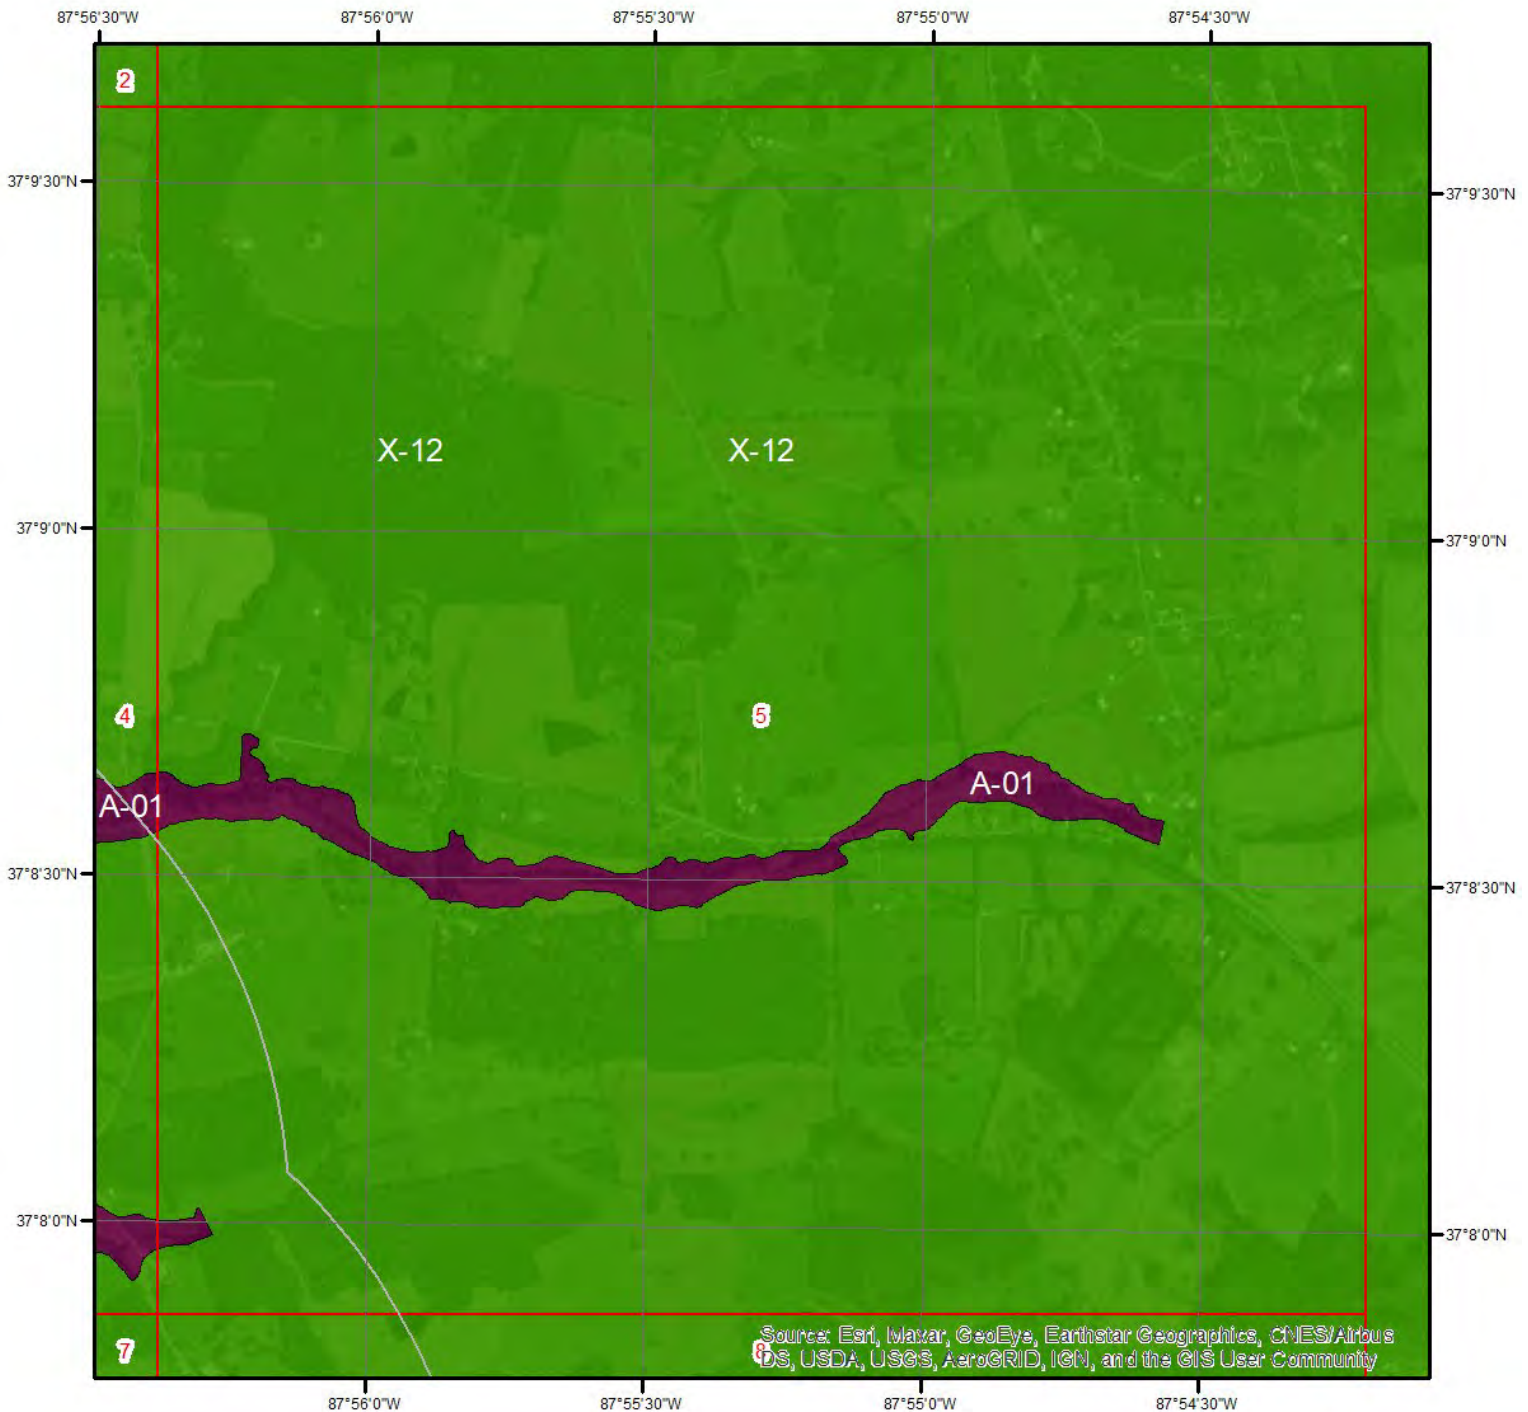 87°56'30"W 87°56'0"W 87°55'30"W 87°55'0"W 87°54'30"W
2
37°9'30"N
37°9'30"N
X-12 X-12
37°9'0"N
37°9'0"N
4 5
A-01
A-01
37°8'30"N
37°8'30"N
37°8'0"N
37°8'0"N
7 8
Source: Esri, Maxar, GeoEye, Earthstar Geographics, CNES/Airbus
DS, USDA, USGS, AeroGRID, IGN, and the GIS User Community
87°56'0"W 87°55'30"W 87°55'0"W 87°54'30"W